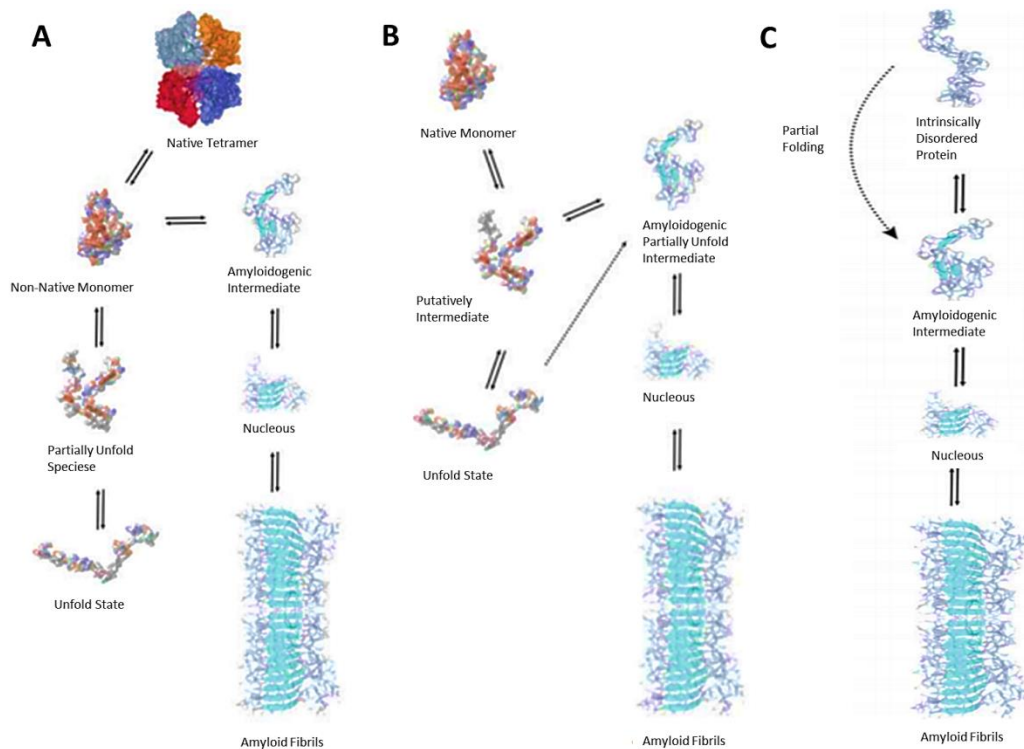 A
Native Tetramer
Non-Native Monomer
Amyloidogenic
Intermediate
Partially Unfold
Speciese
Nucleous
Unfold State
Amyloid Fibrils
B
Native Monomer
Putatively
Intermediate
Amyloidogenic
Partially Unfold
Intermediate
Nucleous
Unfold State
Amyloid Fibrils
C
Partial
Folding
Intrinsically
Disordered
Protein
Amyloidogenic
Intermediate
Nucleous
Amyloid Fibrils